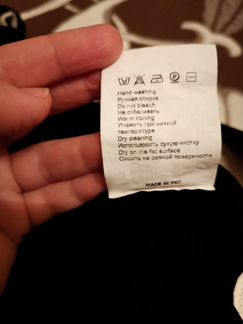 Hand washing
Ручная стирка
Do not bleach
Не отбеливать
Warm ironing
Утюжить при низкой
температуре
Dry cleaning
Использовать сухую чистку
Dry on the flat surface
Сушить на ровной поверхности
MADE IN PRC